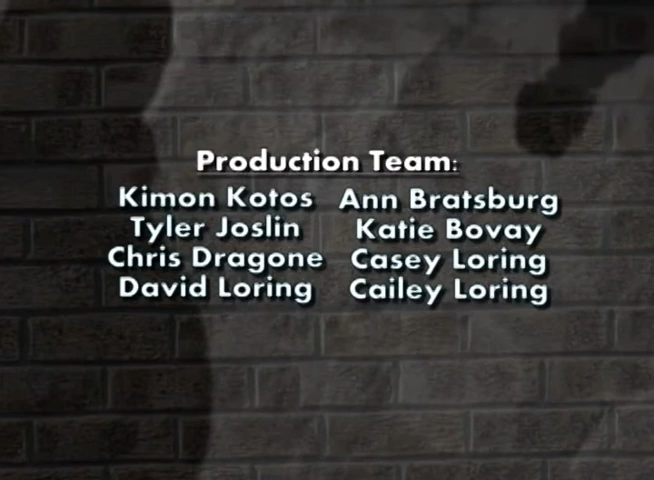 Production Team:
Kimon Kotos Ann Bratsburg
Tyler Joslin Katie Bovay
Chris Dragone Casey Loring
David Loring Cailey Loring